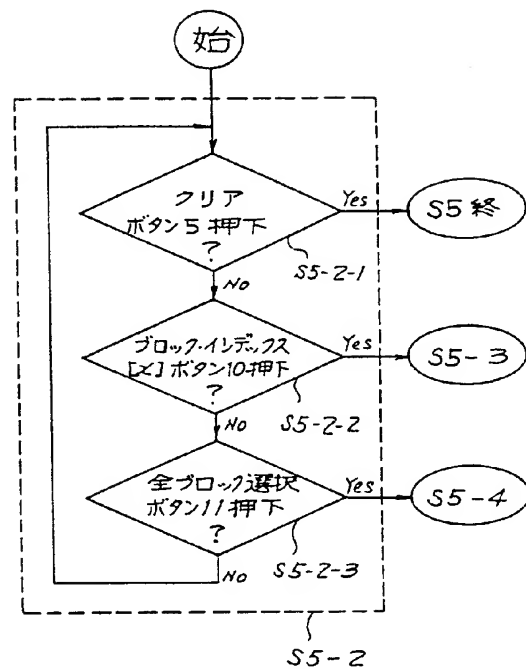 始
クリア
ボタン5押下
?
Yes
S5終
S5-2-1
No
ブロック・インデックス
[X]ボタン10押下
?
Yes
S5-3
S5-2-2
No
全ブロック選択
ボタン11押下
?
Yes
S5-4
S5-2-3
No
S5-2